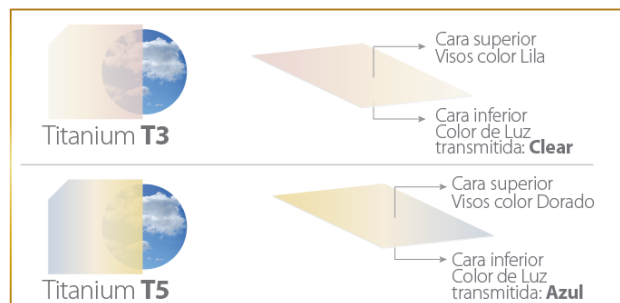 Cara superior
Visos color Lila
Titanium T3
Cara inferior
Color de Luz
transmitida: Clear
Cara superior
Visos color Dorado
Titanium T5
Cara inferior
Color de Luz
transmitida: Azul